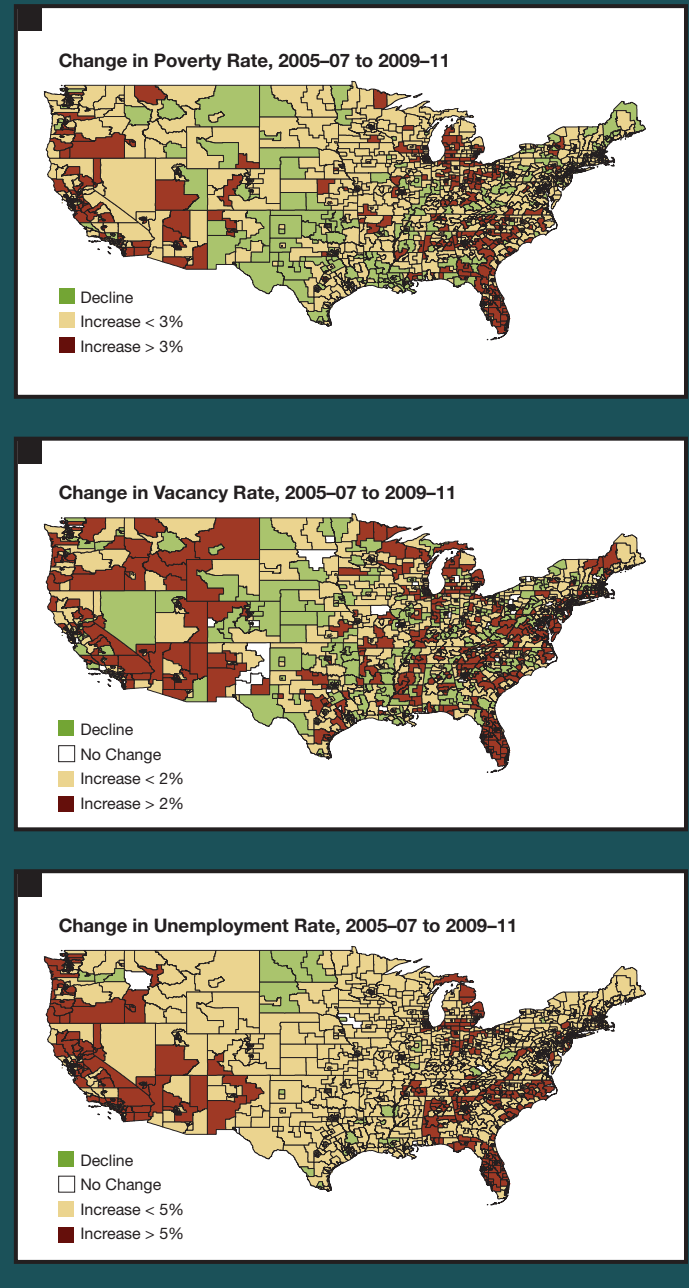 Change in Poverty Rate, 2005–07 to 2009–11
Decline
Increase < 3%
Increase > 3%
Change in Vacancy Rate, 2005–07 to 2009–11
Decline
No Change
Increase < 2%
Increase > 2%
Change in Unemployment Rate, 2005–07 to 2009–11
Decline
No Change
Increase < 5%
Increase > 5%